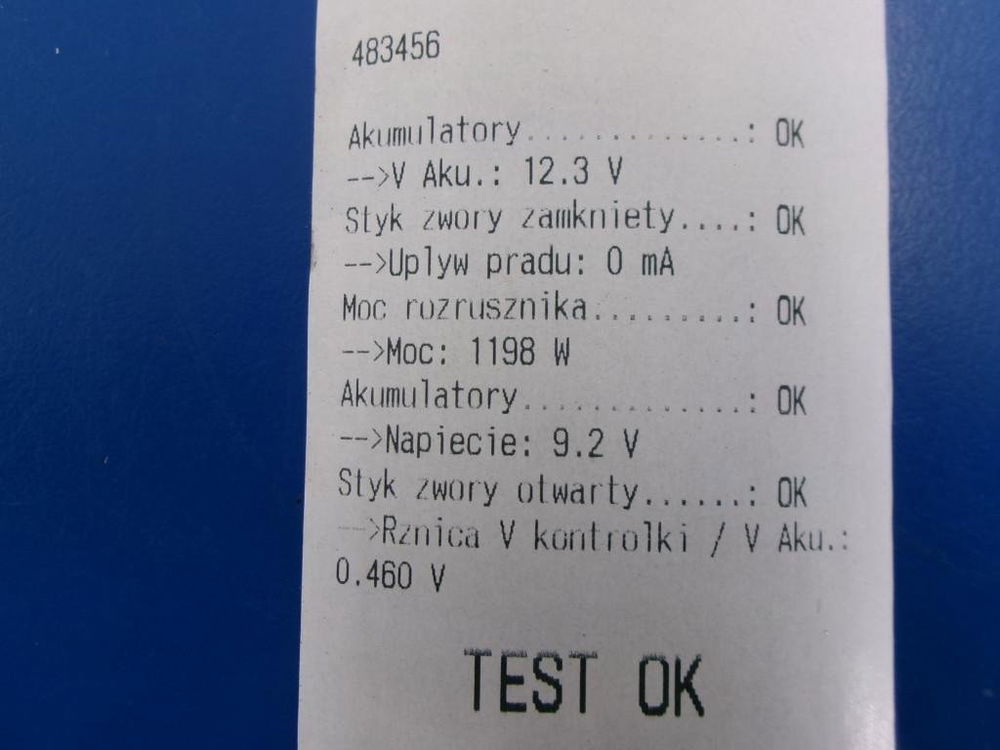 483456
Akumulatory.............: OK
-->V Aku.: 12.3 V
Styk zwory zamkniety....: OK
-->Uplyw pradu: 0 mA
Moc rozrusznika.........: OK
-->Moc: 1198 W
Akumulatory.............: OK
-->Napiecie: 9.2 V
Styk zwory otwarty......: OK
-->Rznica V kontrolki / V Aku.:
0.460 V
TEST OK